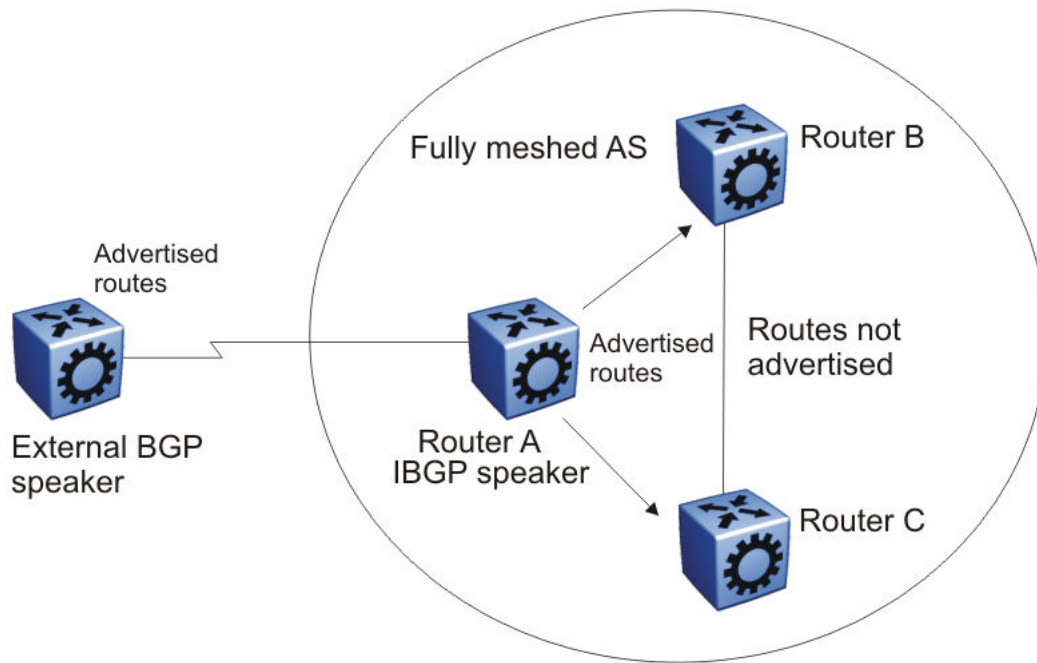 Fully meshed AS
Router B
Advertised
routes
External BGP
speaker
Router A
IBGP speaker
Advertised
routes
Routes not
advertised
Router C